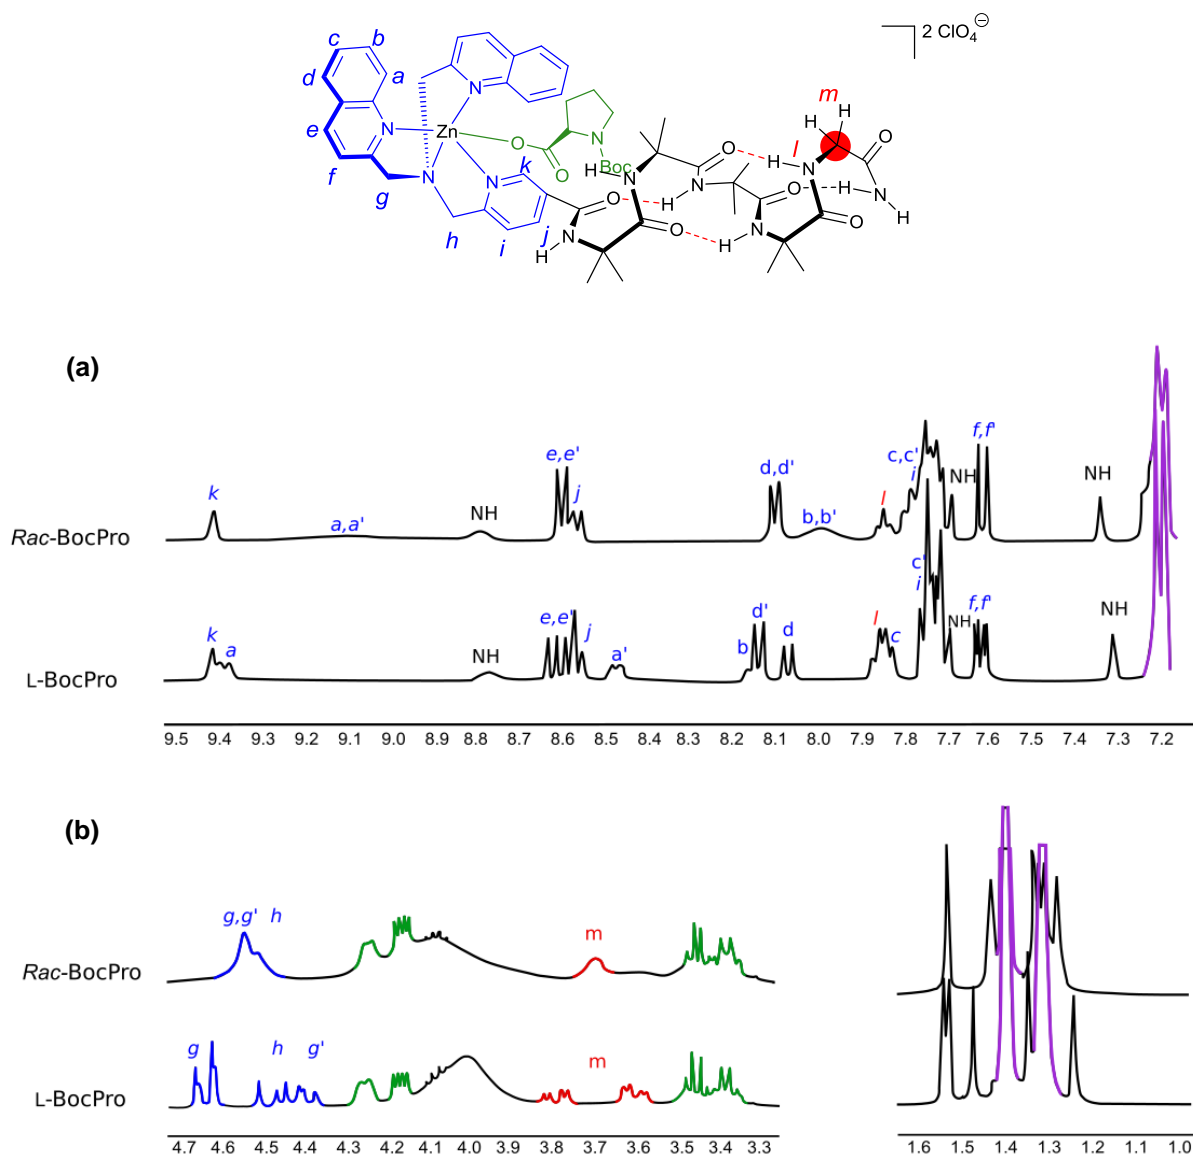 2 ClO4⊖
c b
d a
e
f
g
h
i
j
k
l
m
N
N
N
N
Zn
O
O
N
Boc
H
N
O
H
N
O
N
H
O
H
N
O
O
H
N
H
H
N
O
H H
O
H
N
H
O
(a)
k
a,a'
NH
e,e'
j
d,d'
b,b'
l
c,c'
i
NH
f,f'
NH
Rac-BocPro
k
a
NH
e,e'
j
a'
b
d'
d
l
c
c'
i
NH
f,f'
NH
L-BocPro
9.5 9.4 9.3 9.2 9.1 9.0 8.9 8.8 8.7 8.6 8.5 8.4 8.3 8.2 8.1 8.0 7.9 7.8 7.7 7.6 7.5 7.4 7.3 7.2
(b)
g,g' h
m
Rac-BocPro
g h g'
m
L-BocPro
4.7 4.6 4.5 4.4 4.3 4.2 4.1 4.0 3.9 3.8 3.7 3.6 3.5 3.4 3.3
1.6 1.5 1.4 1.3 1.2 1.1 1.0